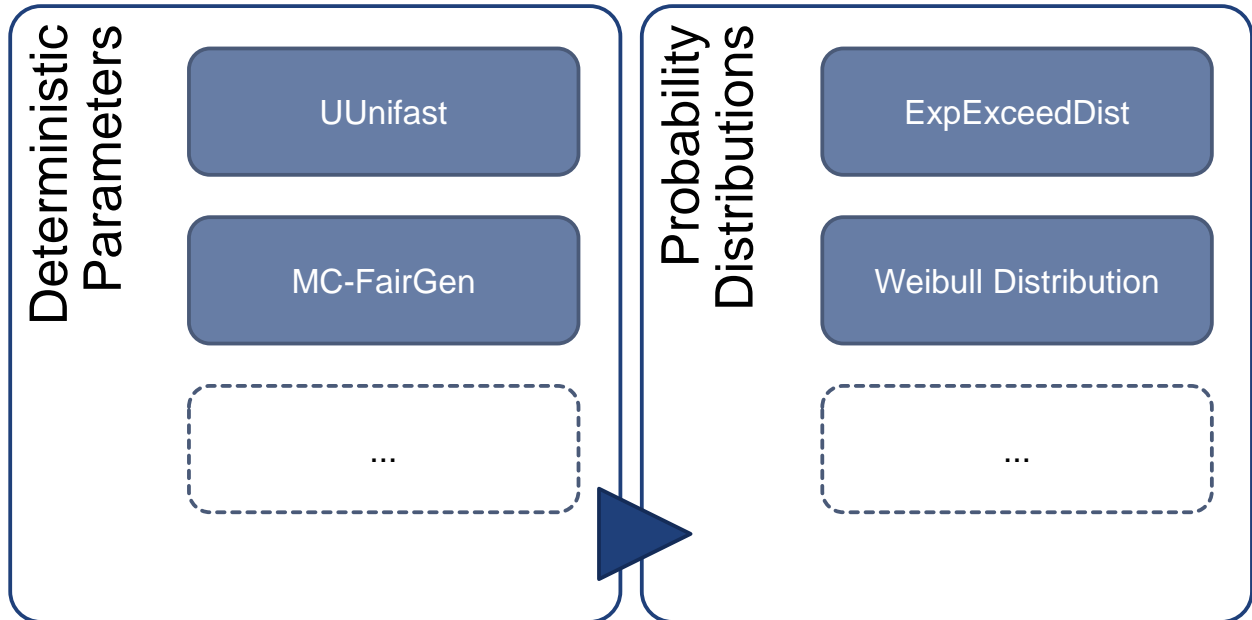 Deterministic
Parameters
UUnifast
MC-FairGen
...
Probability
Distributions
ExpExceedDist
Weibull Distribution
...